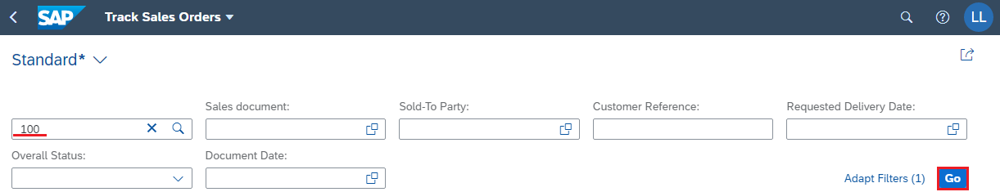 SAP Track Sales Orders LL
Standard*
Sales document: Sold-To Party: Customer Reference: Requested Delivery Date:
100
Overall Status: Document Date:
Adapt Filters (1) Go